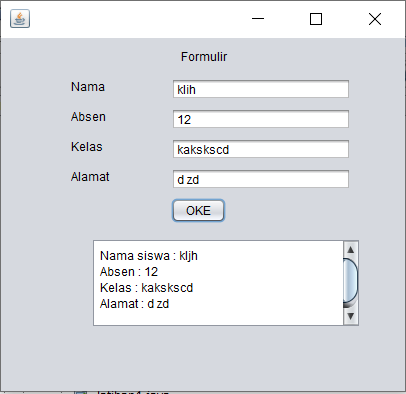 Formulir
Nama klih
Absen 12
Kelas kakskscd
Alamat d zd
OKE
Nama siswa : kljh
Absen : 12
Kelas : kakskscd
Alamat : d zd